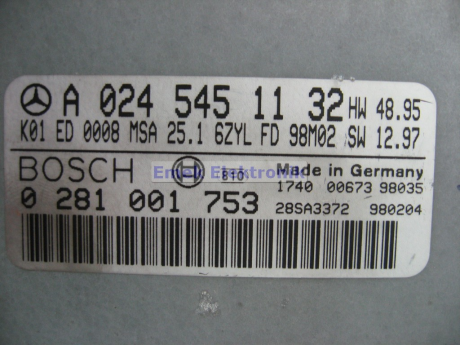 A 024 545 11 32 HW 48.95
K01 ED 0008 MSA 25.1 6ZYL FD 98M02 SW 12.97
BOSCH BTD Made in Germany
Emek Elektronik
0 281 001 753 1740 00673 98035
28SA3372 980204